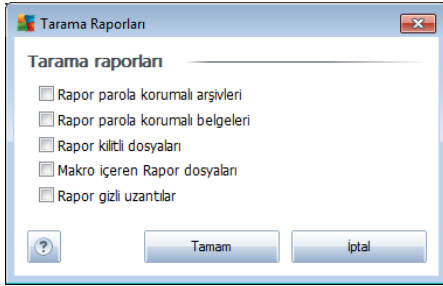 Tarama Raporları
Tarama raporları
Rapor parola korumalı arşivleri
Rapor parola korumalı belgeleri
Rapor kilitli dosyaları
Makro içeren Rapor dosyaları
Rapor gizli uzantılar
?
Tamam
İptal